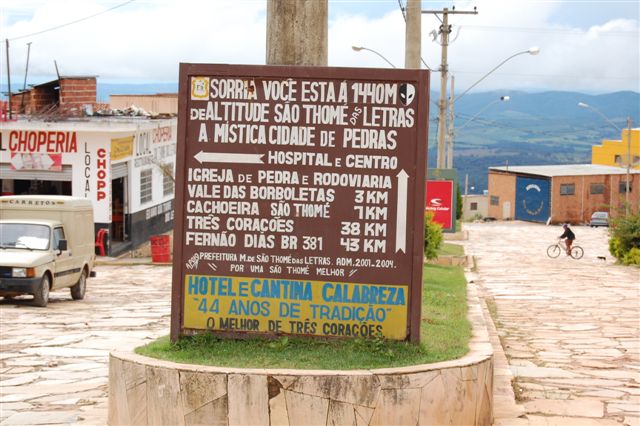 SORRIA VOCÊ ESTA Á 1440M
DE ALTITUDE SÃO THOMÉ DAS LETRAS
A MÍSTICA CIDADE DE PEDRAS
HOSPITAL E CENTRO
IGREJA DE PEDRA E RODOVIARIA
VALE DAS BORBOLETAS 3 KM
CACHOEIRA SÃO THOMÉ 7 KM
TRÊS CORAÇÕES 38 KM
FERNÃO DIAS BR 381 43 KM
PREFEITURA M. DE SÃO THOMÉ DAS LETRAS. ADM. 2001-2004.
POR UMA SÃO THOMÉ MELHOR
HOTEL E CANTINA CALABREZA
"44 ANOS DE TRADIÇÃO"
O MELHOR DE TRÊS CORAÇÕES
CHOPERIA
LOCAL
CHOPP
CARRETOS